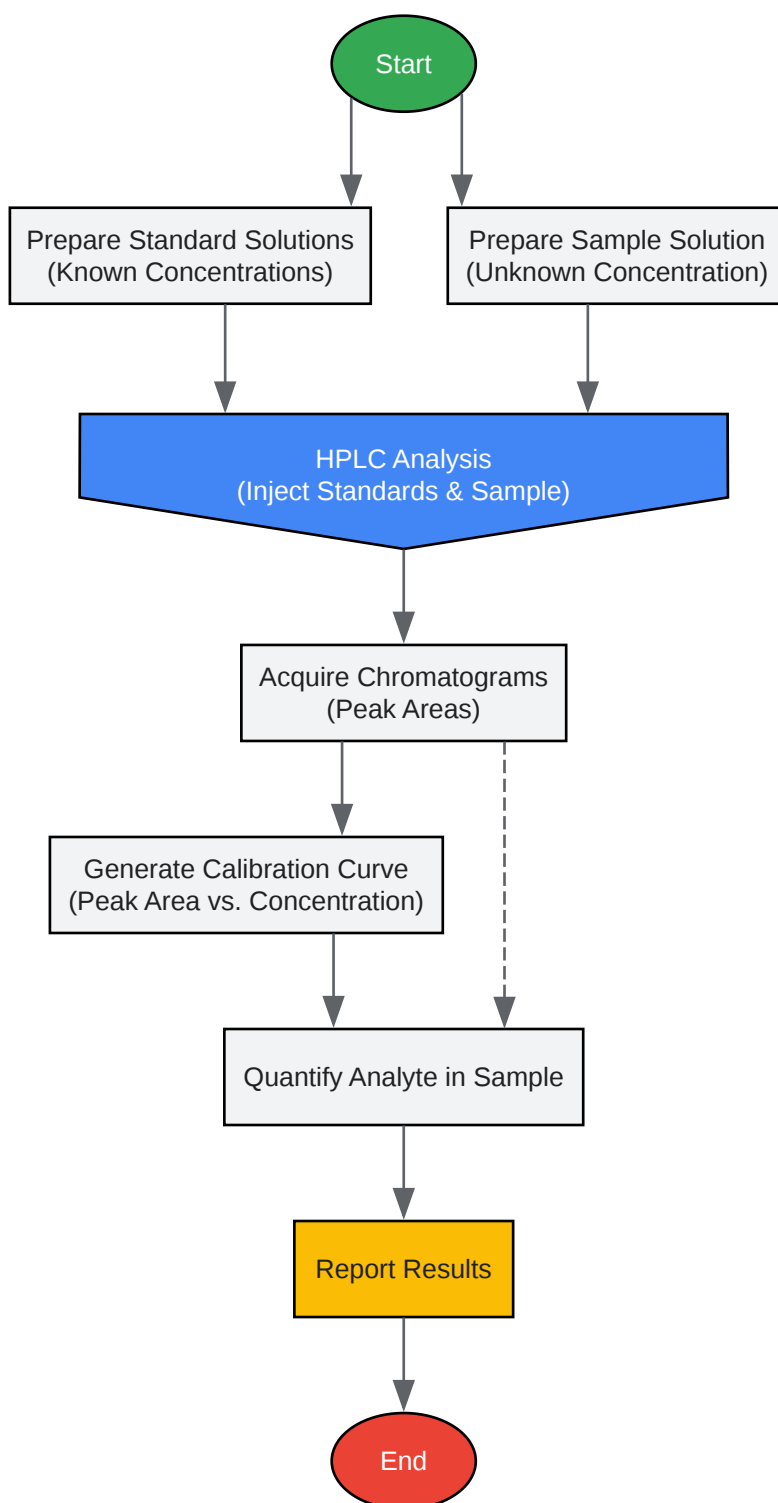 Start
Prepare Standard Solutions
(Known Concentrations)
Prepare Sample Solution
(Unknown Concentration)
HPLC Analysis
(Inject Standards & Sample)
Acquire Chromatograms
(Peak Areas)
Generate Calibration Curve
(Peak Area vs. Concentration)
Quantify Analyte in Sample
Report Results
End